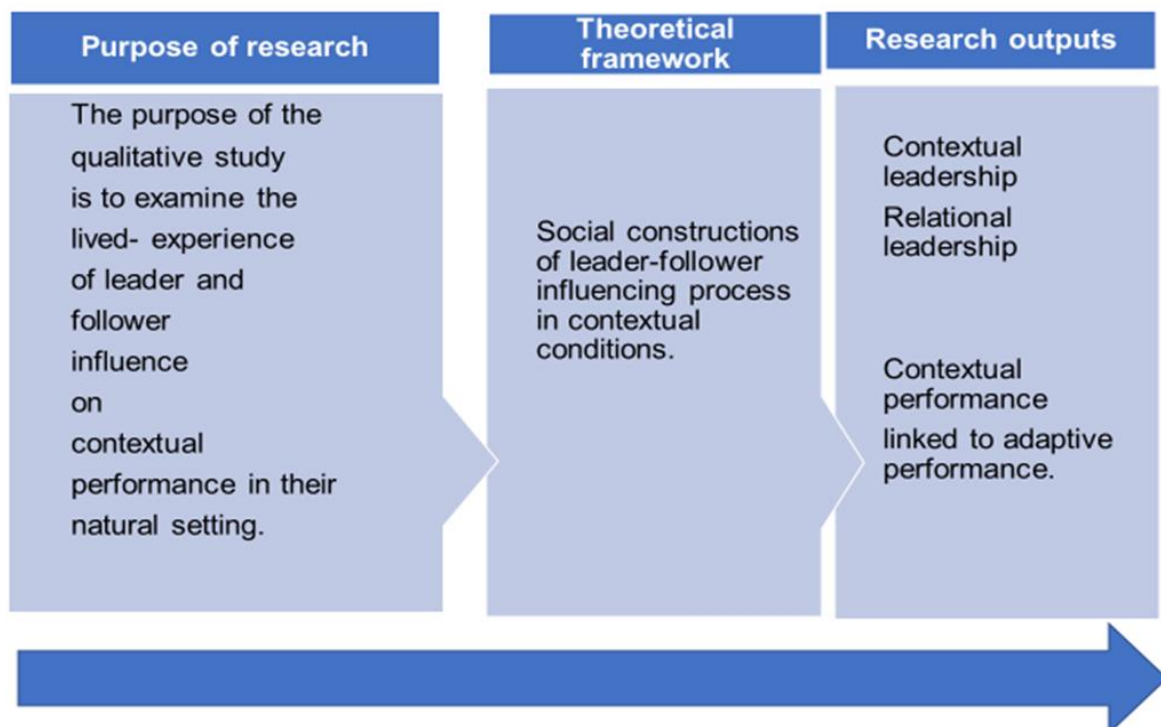 Purpose of research
The purpose of the
qualitative study
is to examine the
lived- experience
of leader and
follower
influence
on
contextual
performance in their
natural setting.
Theoretical
framework
Social constructions
of leader-follower
influencing process
in contextual
conditions.
Research outputs
Contextual
leadership
Relational
leadership
Contextual
performance
linked to adaptive
performance.